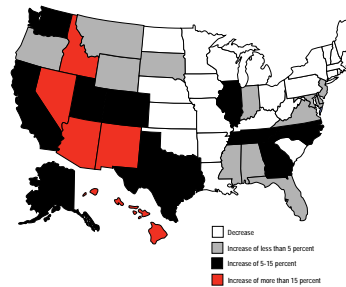 Decrease
Increase of less than 5 percent
Increase of 5-15 percent
Increase of more than 15 percent